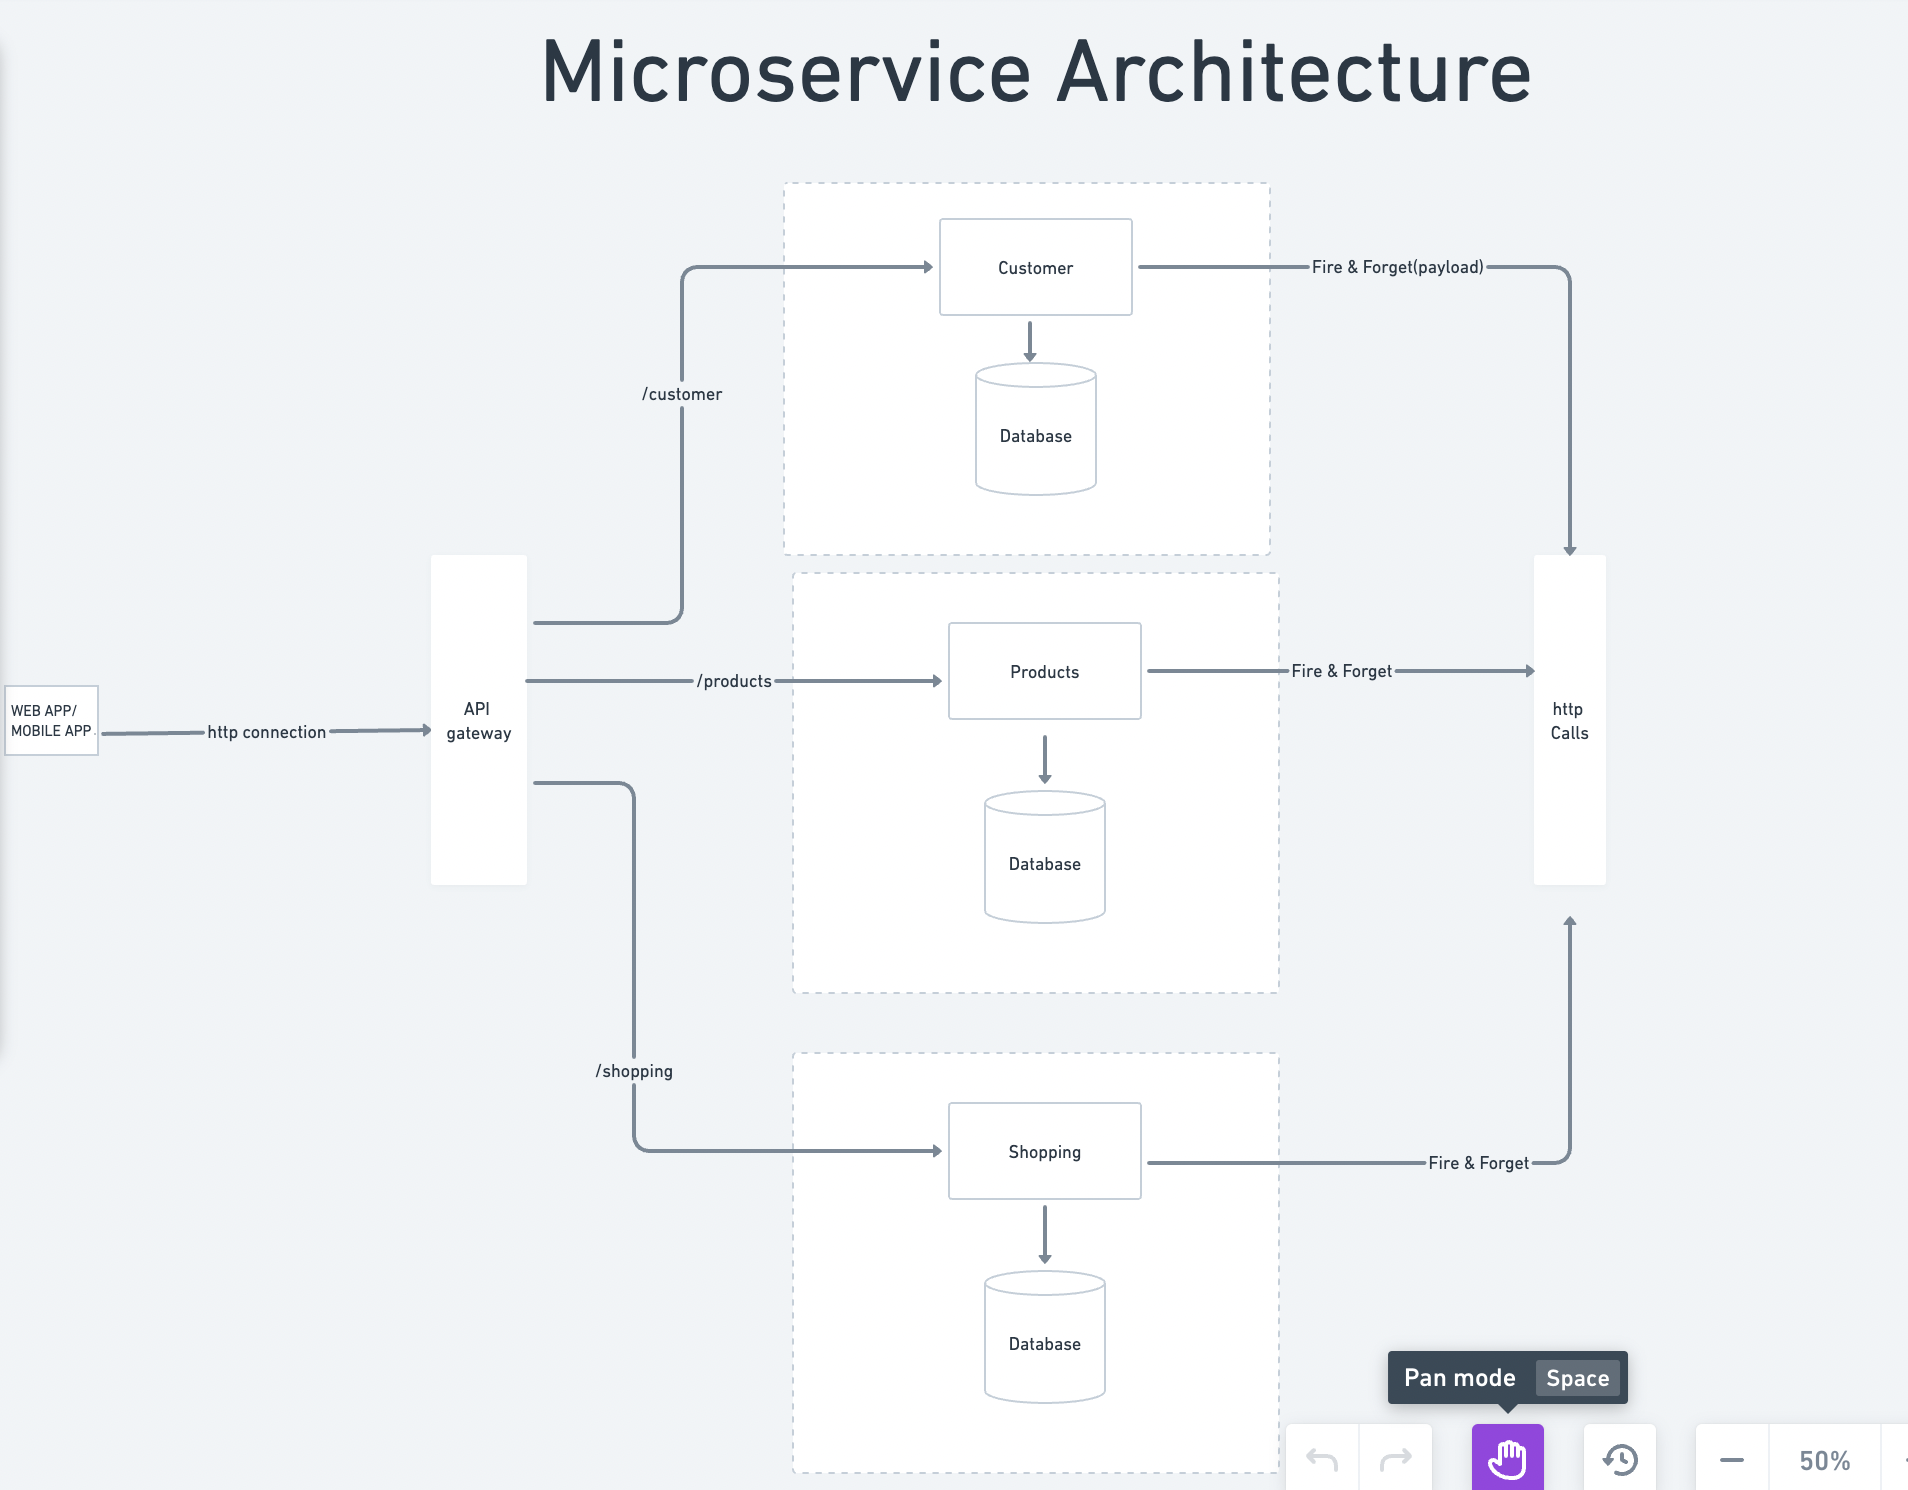 Microservice Architecture
Customer
Fire & Forget(payload)
/customer
Database
Products
Fire & Forget
/products
WEB APP/
MOBILE APP
http connection
API
gateway
http
Calls
Database
/shopping
Shopping
Fire & Forget
Database
Pan mode
Space
50%